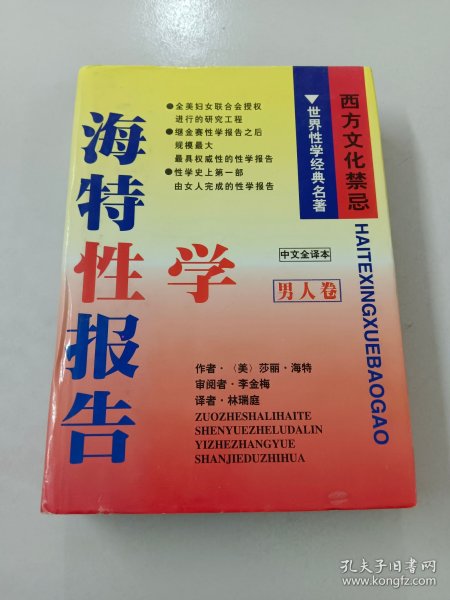 西方文化禁忌
▼世界性学经典名著
●全美妇女联合会授权
进行的研究工程
●继金赛性学报告之后
规模最大
最具权威性的性学报告
●性学史上第一部
由女人完成的性学报告
海特性学报告
中文全译本
男人卷
HAITEXINGXUEBAOGAO
作者·〈美〉莎丽·海特
审阅者·李金梅
译者·林瑞庭
ZUOZHESHALIHAITE
SHENYUEZHELUDALIN
YIZHEZHANGYUE
SHANJIEDUZHIHUA
孔夫子旧书网
www.kongfz.com